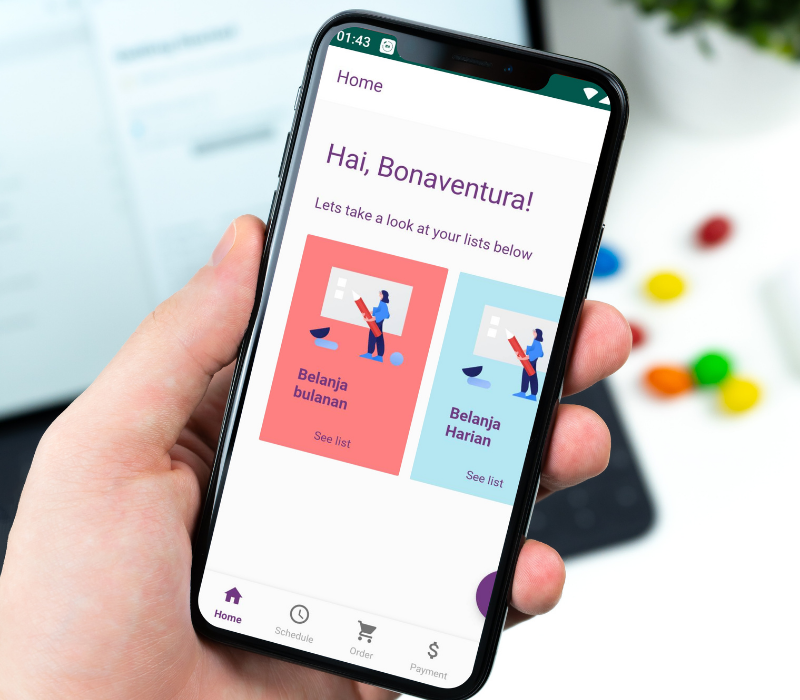 01:43
Home
Hai, Bonaventura!
Lets take a look at your lists below
Belanja
bulanan
See list
Belanja
Harian
See list
Home
Schedule
Order
Payment